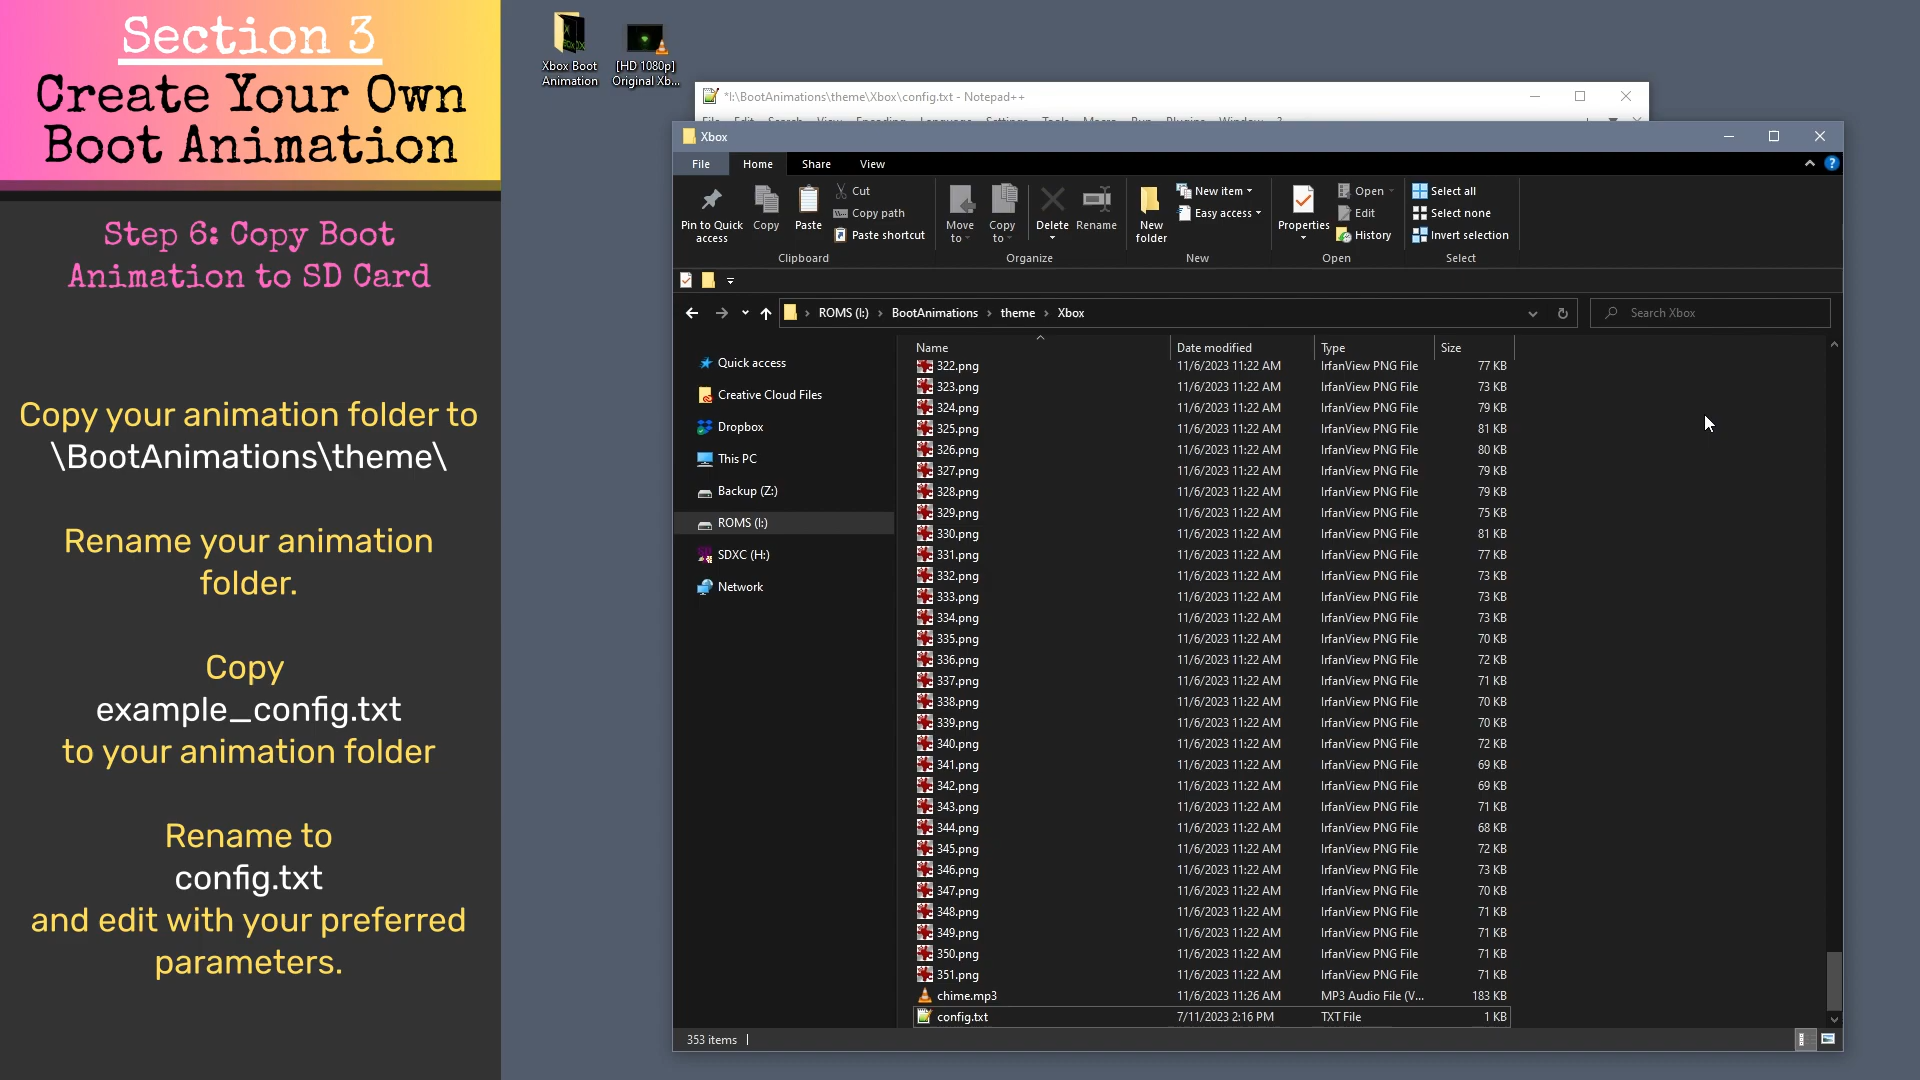 Section 3
Create Your Own
Boot Animation
Step 6: Copy Boot
Animation to SD Card
Copy your animation folder to
\BootAnimations\theme\
Rename your animation
folder.
Copy
example_config.txt
to your animation folder
Rename to
config.txt
and edit with your preferred
parameters.
Xbox Boot
Animation
[HD 1080p]
Original Xb...
*I:\BootAnimations\theme\Xbox\config.txt - Notepad++
File Edit Search View Encoding Language Settings Tools Macro Run Plugins Window ?
Xbox
File Home Share View
Pin to Quick
access
Copy
Paste
Cut
Copy path
Paste shortcut
Move
to
Copy
to
Delete
Rename
New
folder
New item
Easy access
Properties
Open
Edit
History
Select all
Select none
Invert selection
Clipboard Organize New Open Select
ROMS (I:) BootAnimations theme Xbox
Search Xbox
Quick access
Creative Cloud Files
Dropbox
This PC
Backup (Z:)
ROMS (I:)
SDXC (H:)
Network
Name Date modified Type Size
322.png 11/6/2023 11:22 AM IrfanView PNG File 77 KB
323.png 11/6/2023 11:22 AM IrfanView PNG File 73 KB
324.png 11/6/2023 11:22 AM IrfanView PNG File 79 KB
325.png 11/6/2023 11:22 AM IrfanView PNG File 81 KB
326.png 11/6/2023 11:22 AM IrfanView PNG File 80 KB
327.png 11/6/2023 11:22 AM IrfanView PNG File 79 KB
328.png 11/6/2023 11:22 AM IrfanView PNG File 79 KB
329.png 11/6/2023 11:22 AM IrfanView PNG File 75 KB
330.png 11/6/2023 11:22 AM IrfanView PNG File 81 KB
331.png 11/6/2023 11:22 AM IrfanView PNG File 77 KB
332.png 11/6/2023 11:22 AM IrfanView PNG File 73 KB
333.png 11/6/2023 11:22 AM IrfanView PNG File 73 KB
334.png 11/6/2023 11:22 AM IrfanView PNG File 73 KB
335.png 11/6/2023 11:22 AM IrfanView PNG File 70 KB
336.png 11/6/2023 11:22 AM IrfanView PNG File 72 KB
337.png 11/6/2023 11:22 AM IrfanView PNG File 71 KB
338.png 11/6/2023 11:22 AM IrfanView PNG File 70 KB
339.png 11/6/2023 11:22 AM IrfanView PNG File 70 KB
340.png 11/6/2023 11:22 AM IrfanView PNG File 72 KB
341.png 11/6/2023 11:22 AM IrfanView PNG File 69 KB
342.png 11/6/2023 11:22 AM IrfanView PNG File 69 KB
343.png 11/6/2023 11:22 AM IrfanView PNG File 71 KB
344.png 11/6/2023 11:22 AM IrfanView PNG File 68 KB
345.png 11/6/2023 11:22 AM IrfanView PNG File 72 KB
346.png 11/6/2023 11:22 AM IrfanView PNG File 73 KB
347.png 11/6/2023 11:22 AM IrfanView PNG File 70 KB
348.png 11/6/2023 11:22 AM IrfanView PNG File 71 KB
349.png 11/6/2023 11:22 AM IrfanView PNG File 71 KB
350.png 11/6/2023 11:22 AM IrfanView PNG File 71 KB
351.png 11/6/2023 11:22 AM IrfanView PNG File 71 KB
chime.mp3 11/6/2023 11:26 AM MP3 Audio File (V... 183 KB
config.txt 7/11/2023 2:16 PM TXT File 1 KB
353 items